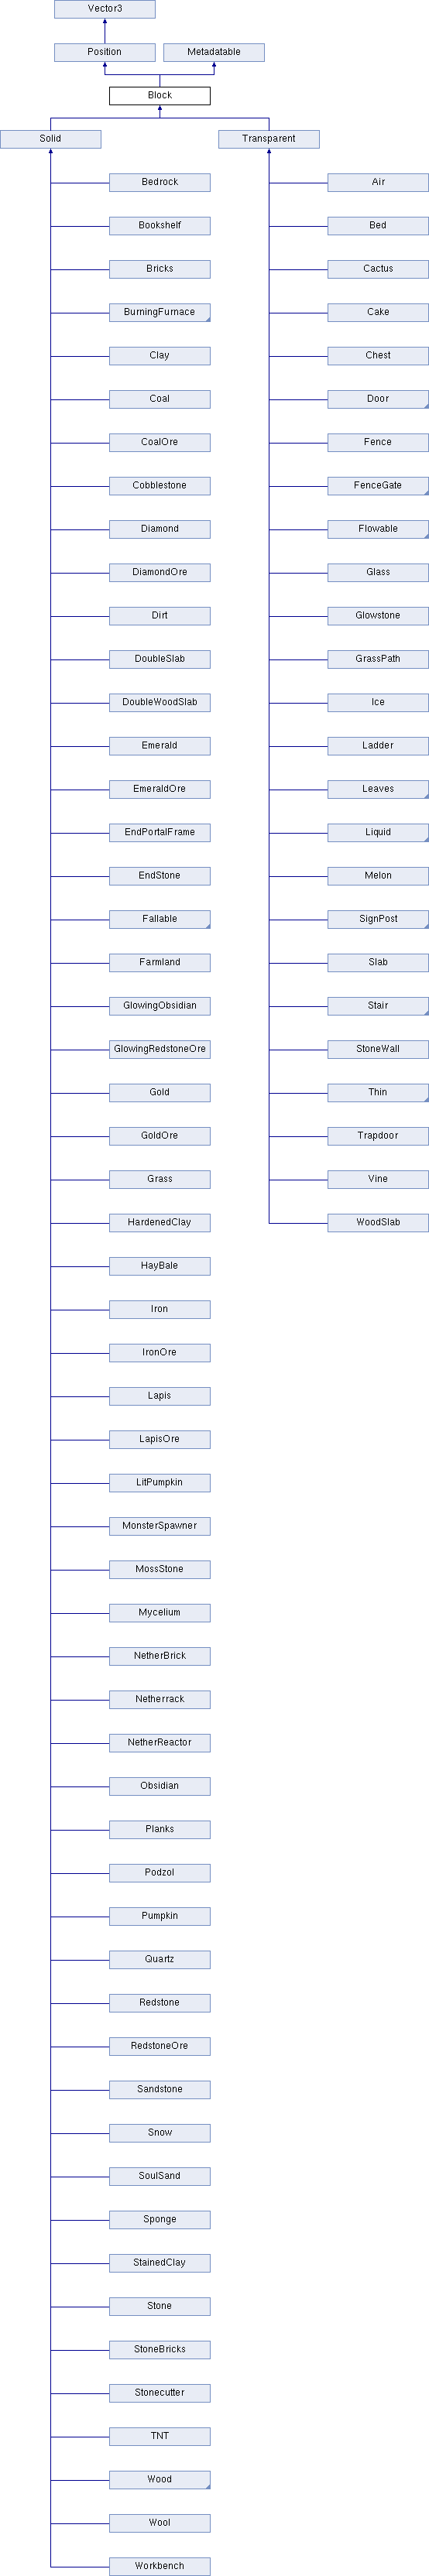 Vector3
Position Metadatable
Block
Solid Transparent
Bedrock Air
Bookshelf Bed
Bricks Cactus
BurningFurnace Cake
Clay Chest
Coal Door
CoalOre Fence
Cobblestone FenceGate
Diamond Flowable
DiamondOre Glass
Dirt Glowstone
DoubleSlab GrassPath
DoubleWoodSlab Ice
Emerald Ladder
EmeraldOre Leaves
EndPortalFrame Liquid
EndStone Melon
Fallable SignPost
Farmland Slab
GlowingObsidian Stair
GlowingRedstoneOre StoneWall
Gold Thin
GoldOre Trapdoor
Grass Vine
HardenedClay WoodSlab
HayBale
Iron
IronOre
Lapis
LapisOre
LitPumpkin
MonsterSpawner
MossStone
Mycelium
NetherBrick
Netherrack
NetherReactor
Obsidian
Planks
Podzol
Pumpkin
Quartz
Redstone
RedstoneOre
Sandstone
Snow
SoulSand
Sponge
StainedClay
Stone
StoneBricks
Stonecutter
TNT
Wood
Wool
Workbench